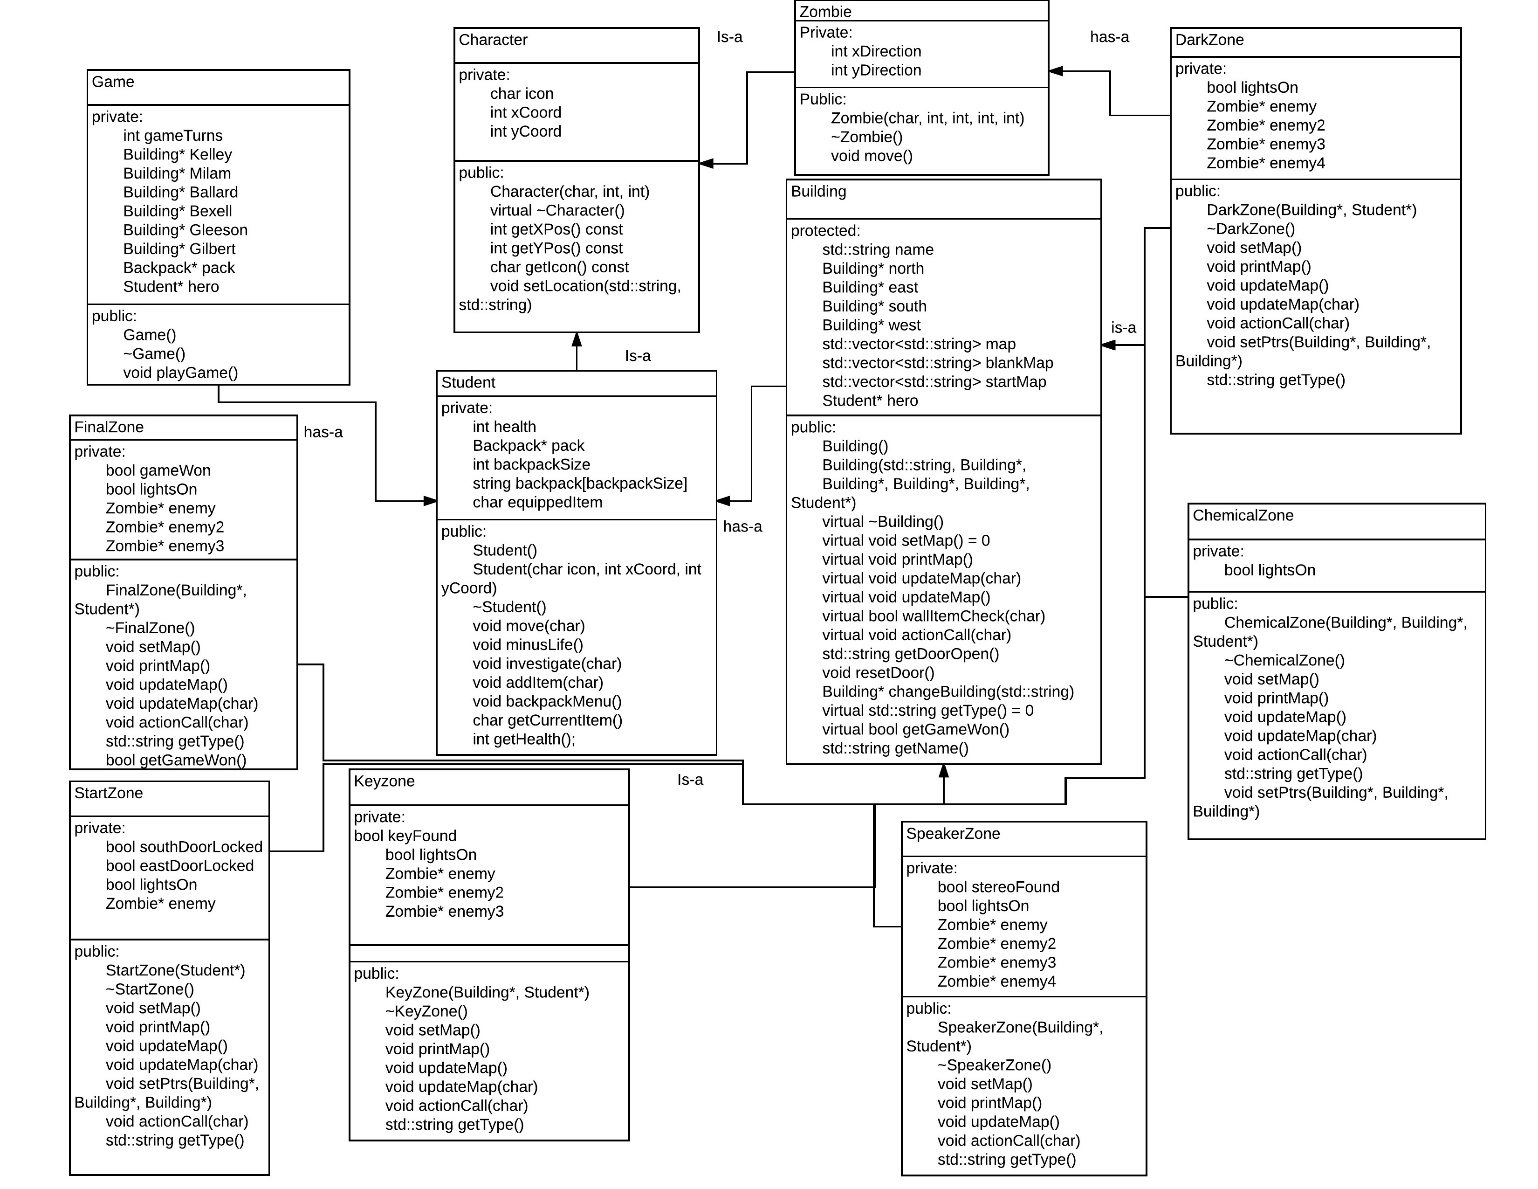 Game
private:
int gameTurns
Building* Kelley
Building* Milam
Building* Ballard
Building* Bexell
Building* Gleeson
Building* Gilbert
Backpack* pack
Student* hero
public:
Game()
~Game()
void playGame()
Character
private:
char icon
int xCoord
int yCoord
public:
Character(char, int, int)
virtual ~Character()
int getXPos() const
int getYPos() const
char getIcon() const
void setLocation(std::string,
std::string)
Is-a
Zombie
Private:
int xDirection
int yDirection
Public:
Zombie(char, int, int, int, int)
~Zombie()
void move()
has-a
DarkZone
private:
bool lightsOn
Zombie* enemy
Zombie* enemy2
Zombie* enemy3
Zombie* enemy4
public:
DarkZone(Building*, Student*)
~DarkZone()
void setMap()
void printMap()
void updateMap()
void updateMap(char)
void actionCall(char)
void setPtrs(Building*, Building*,
Building*)
std::string getType()
Building
protected:
std::string name
Building* north
Building* east
Building* south
Building* west
std::vector<std::string> map
std::vector<std::string> blankMap
std::vector<std::string> startMap
Student* hero
public:
Building()
Building(std::string, Building*,
Building*, Building*, Building*,
Student*)
virtual ~Building()
virtual void setMap() = 0
virtual void printMap()
virtual void updateMap(char)
virtual void updateMap()
virtual bool wallItemCheck(char)
virtual void actionCall(char)
std::string getDoorOpen()
void resetDoor()
Building* changeBuilding(std::string)
virtual std::string getType() = 0
virtual bool getGameWon()
std::string getName()
is-a
Is-a
Student
private:
int health
Backpack* pack
int backpackSize
string backpack[backpackSize]
char equippedItem
public:
Student()
Student(char icon, int xCoord, int
yCoord)
~Student()
void move(char)
void minusLife()
void investigate(char)
void addItem(char)
void backpackMenu()
char getCurrentItem()
int getHealth();
has-a
has-a
FinalZone
private:
bool gameWon
bool lightsOn
Zombie* enemy
Zombie* enemy2
Zombie* enemy3
public:
FinalZone(Building*,
Student*)
~FinalZone()
void setMap()
void printMap()
void updateMap()
void updateMap(char)
void actionCall(char)
std::string getType()
bool getGameWon()
ChemicalZone
private:
bool lightsOn
public:
ChemicalZone(Building*, Building*,
Student*)
~ChemicalZone()
void setMap()
void printMap()
void updateMap()
void updateMap(char)
void actionCall(char)
std::string getType()
void setPtrs(Building*, Building*,
Building*)
StartZone
private:
bool southDoorLocked
bool eastDoorLocked
bool lightsOn
Zombie* enemy
public:
StartZone(Student*)
~StartZone()
void setMap()
void printMap()
void updateMap()
void updateMap(char)
void setPtrs(Building*,
Building*, Building*)
void actionCall(char)
std::string getType()
Keyzone
private:
bool keyFound
bool lightsOn
Zombie* enemy
Zombie* enemy2
Zombie* enemy3
public:
KeyZone(Building*, Student*)
~KeyZone()
void setMap()
void printMap()
void updateMap()
void updateMap(char)
void actionCall(char)
std::string getType()
Is-a
SpeakerZone
private:
bool stereoFound
bool lightsOn
Zombie* enemy
Zombie* enemy2
Zombie* enemy3
Zombie* enemy4
public:
SpeakerZone(Building*,
Student*)
~SpeakerZone()
void setMap()
void printMap()
void updateMap()
void actionCall(char)
std::string getType()